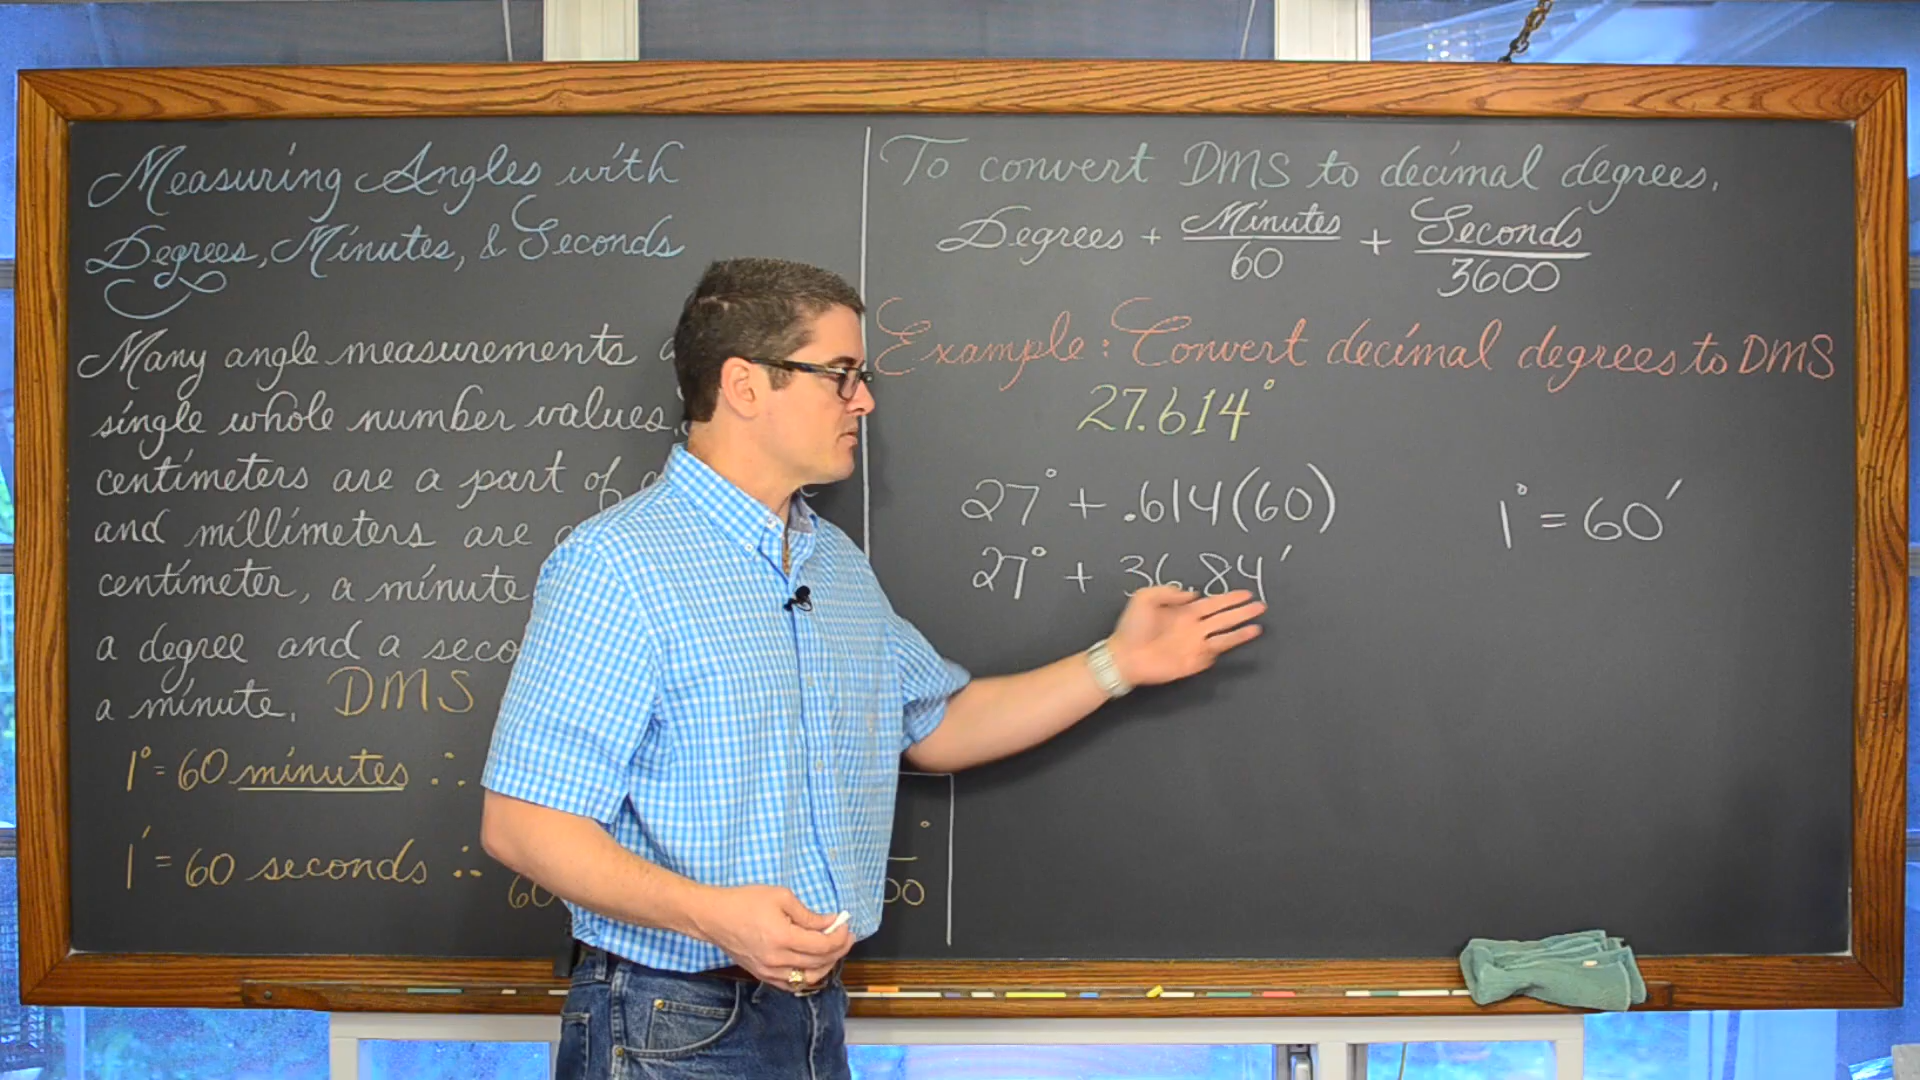 Measuring Angles with
Degrees, Minutes, & Seconds
Many angle measurements
single whole number values.
centimeters are a part of
and millimeters are
centimeter, a minute
a degree and a seco
a minute. DMS
1° = 60 minutes ∴
1' = 60 seconds ∴
60
00
To convert DMS to decimal degrees.
Degrees + Minutes/60 + Seconds/3600
Example: Convert decimal degrees to DMS
27.614°
27° + .614(60) 1° = 60'
27° + 36.84'